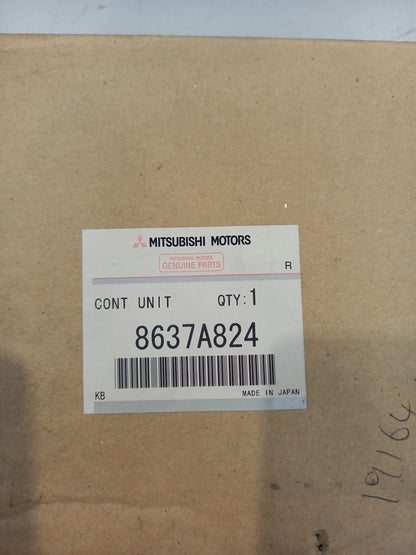 MITSUBISHI MOTORS
MITSUBISHI MOTORS
GENUINE PARTS
R
CONT UNIT QTY:1
8637A824
KB MADE IN JAPAN
19164